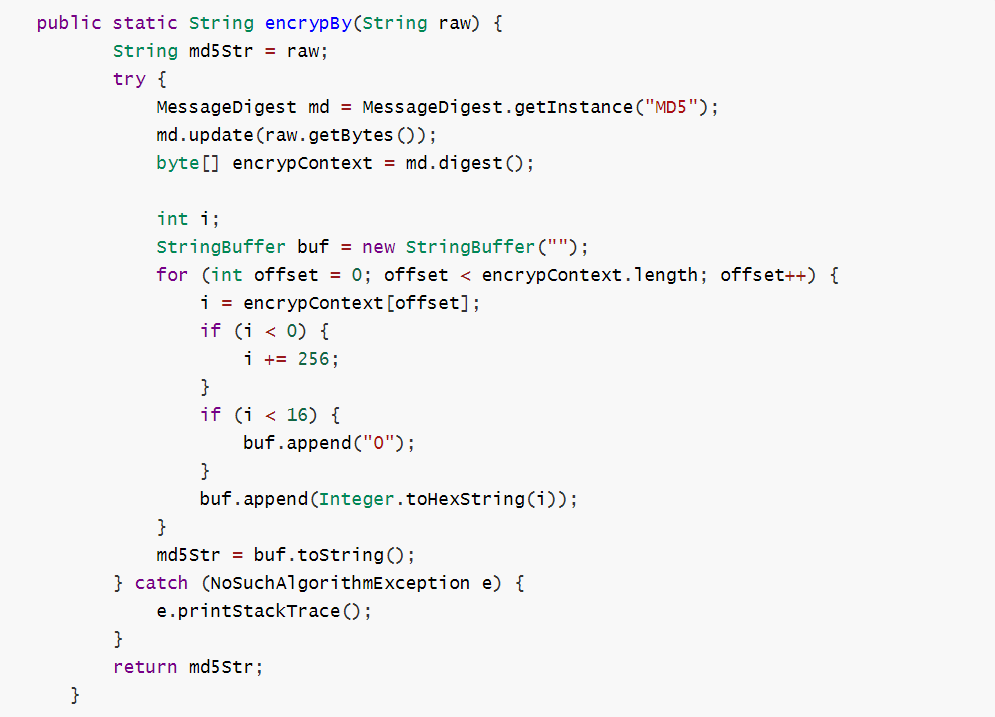 public static String encrypBy(String raw) {
String md5Str = raw;
try {
MessageDigest md = MessageDigest.getInstance("MD5");
md.update(raw.getBytes());
byte[] encrypContext = md.digest();
int i;
StringBuffer buf = new StringBuffer("");
for (int offset = 0; offset < encrypContext.length; offset++) {
i = encrypContext[offset];
if (i < 0) {
i += 256;
}
if (i < 16) {
buf.append("0");
}
buf.append(Integer.toHexString(i));
}
md5Str = buf.toString();
} catch (NoSuchAlgorithmException e) {
e.printStackTrace();
}
return md5Str;
}